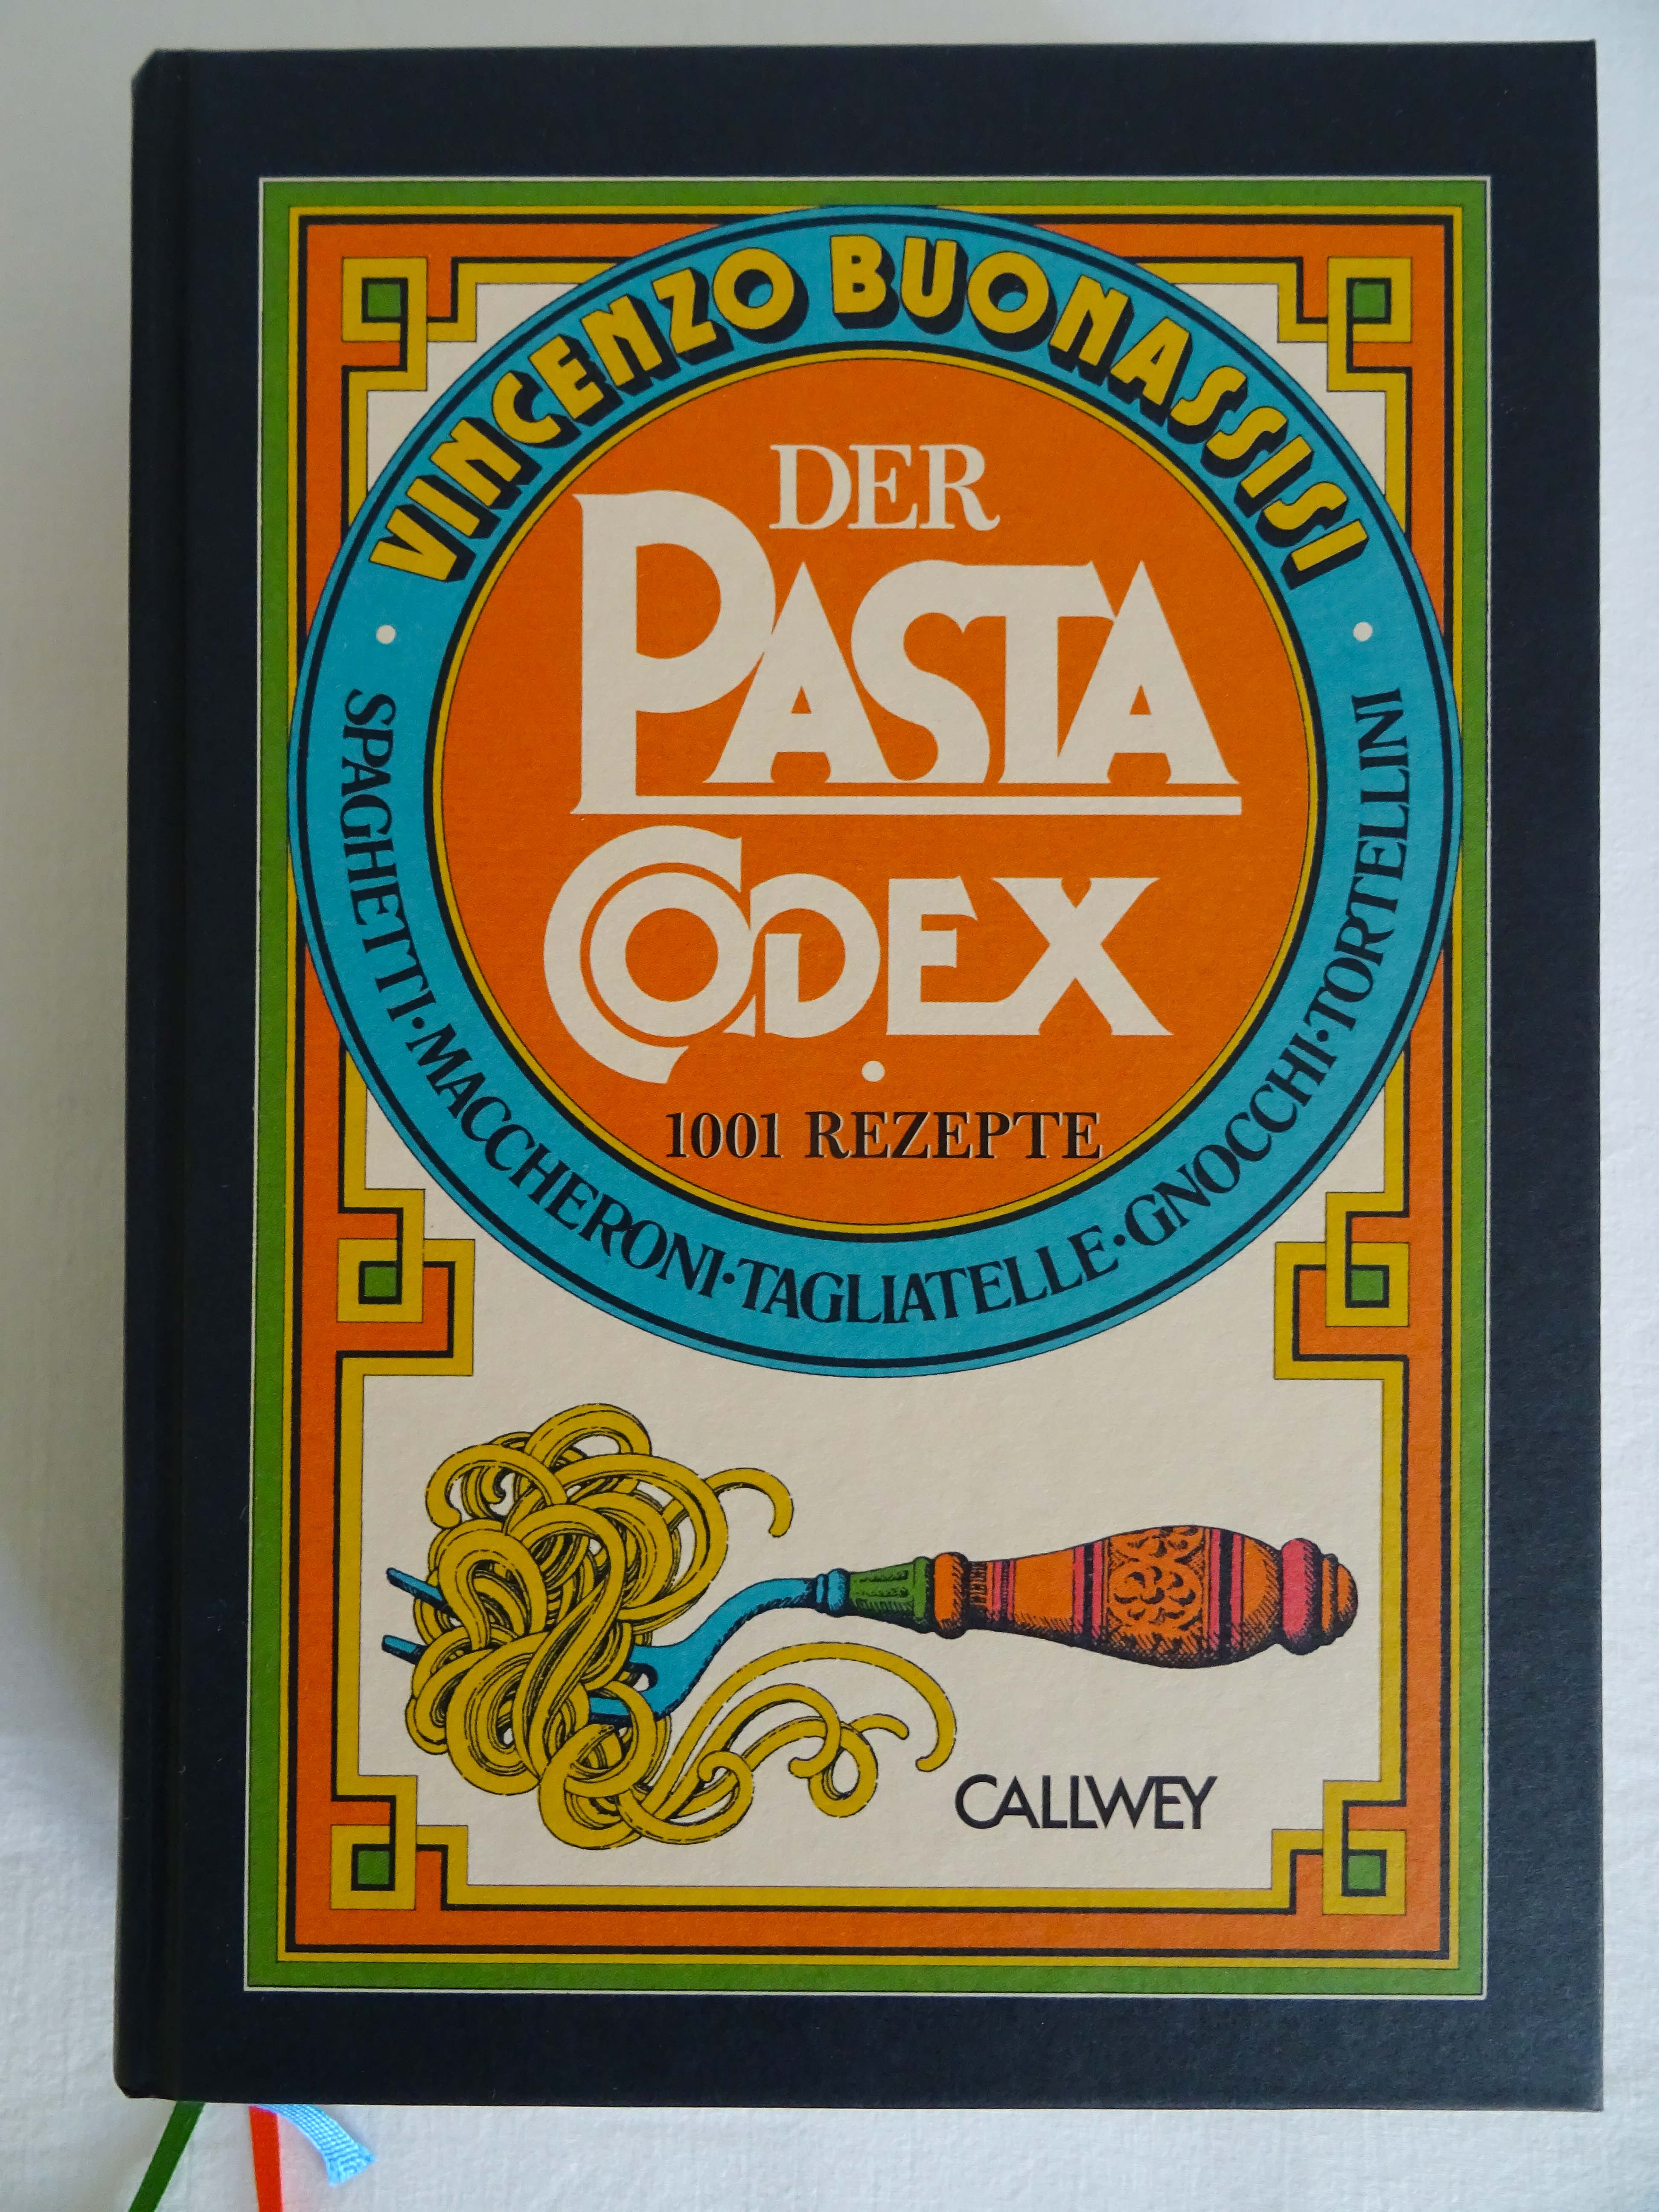 VINCENZO BUONASSISI
DER
PASTA
CODEX
1001 REZEPTE
SPAGHETTI·MACCHERONI·TAGLIATELLE·GNOCCHI·TORTELLINI
CALLWEY